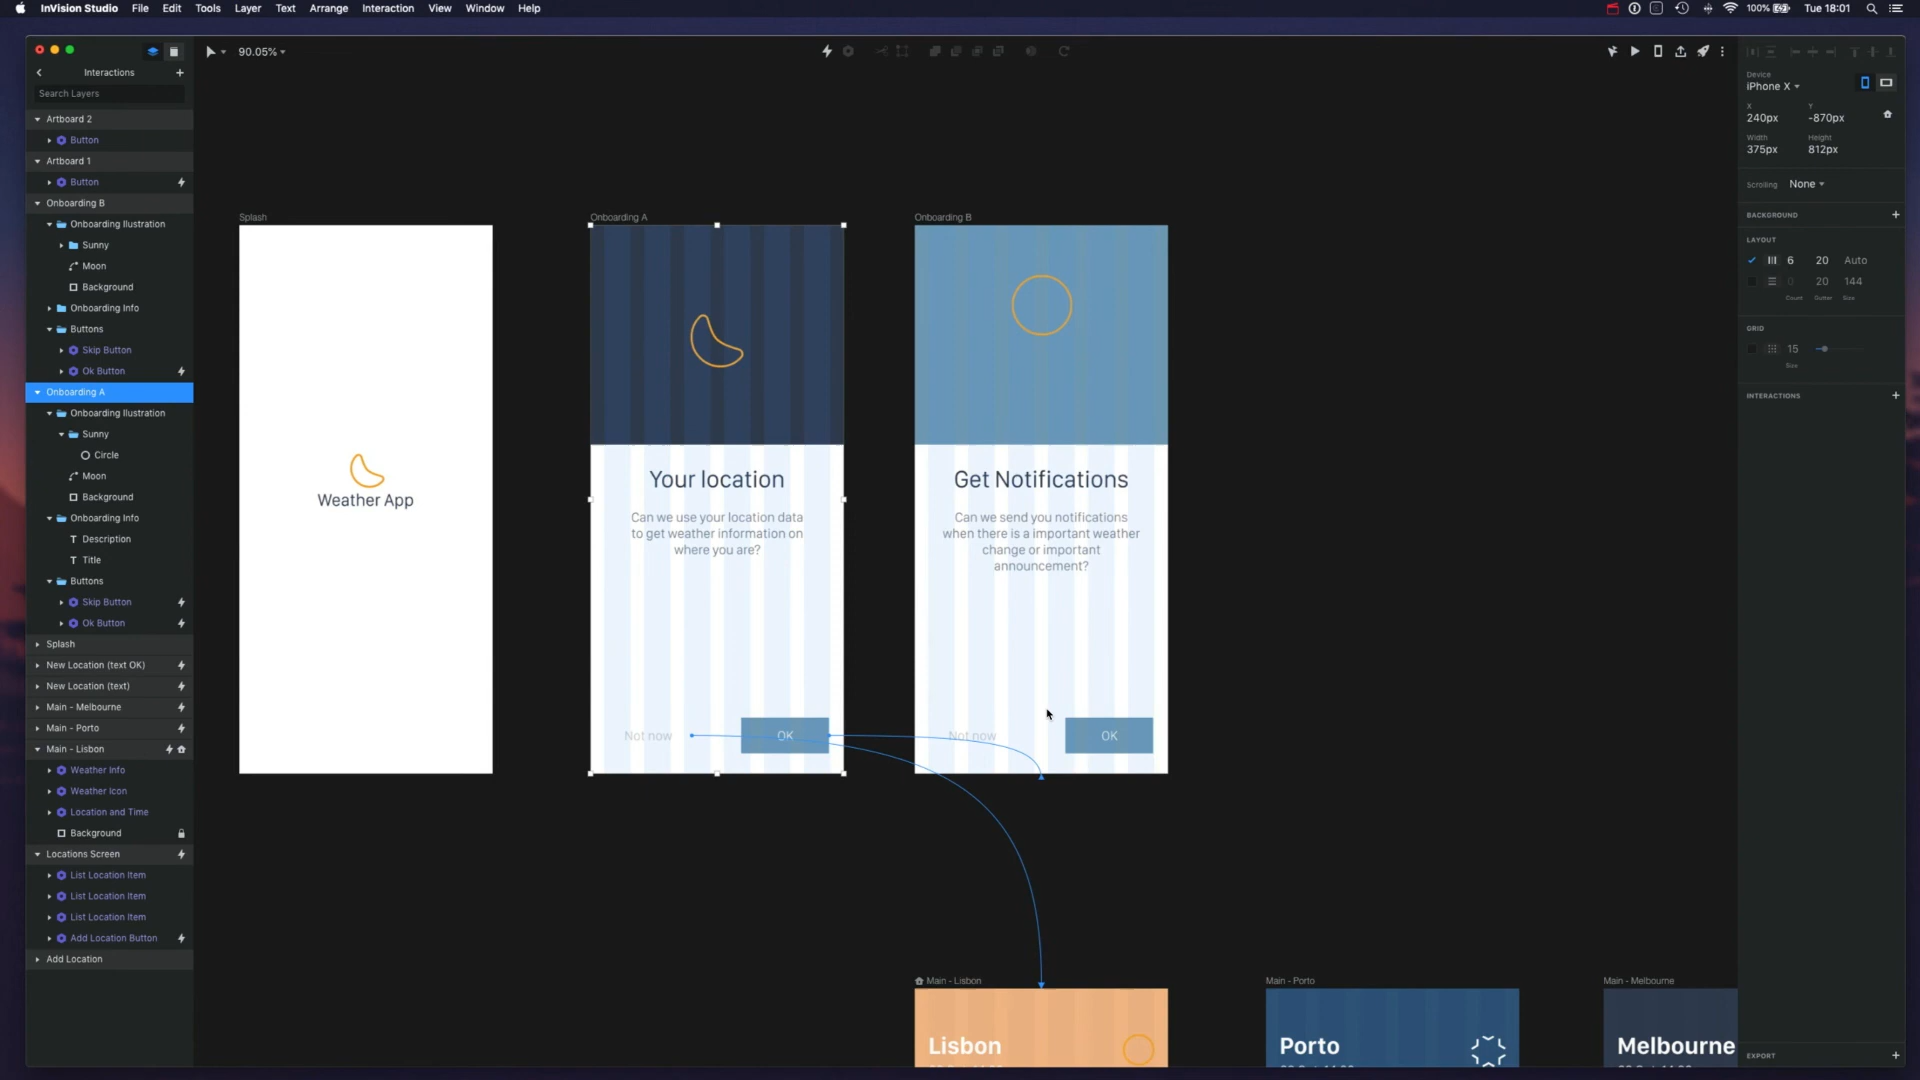 InVision Studio File Edit Tools Layer Text Arrange Interaction View Window Help
100% Tue 18:01
90.05%
Interactions
Search Layers
Artboard 2
Button
Artboard 1
Button
Onboarding B
Onboarding Ilustration
Sunny
Moon
Background
Onboarding Info
Buttons
Skip Button
Ok Button
Onboarding A
Onboarding Ilustration
Sunny
Circle
Moon
Background
Onboarding Info
Description
Title
Buttons
Skip Button
Ok Button
Splash
New Location (text OK)
New Location (text)
Main - Melbourne
Main - Porto
Main - Lisbon
Weather Info
Weather Icon
Location and Time
Background
Locations Screen
List Location Item
List Location Item
List Location Item
Add Location Button
Add Location
Splash
Weather App
Onboarding A
Your location
Can we use your location data
to get weather information on
where you are?
Not now
OK
Onboarding B
Get Notifications
Can we send you notifications
when there is a important weather
change or important
announcement?
Not now
OK
Main - Lisbon
Lisbon
Main - Porto
Porto
Main - Melbourne
Melbourne
Device
iPhone X
X Y
240px -870px
Width Height
375px 812px
Scrolling None
BACKGROUND
LAYOUT
6 20 Auto
0 20 144
Count Gutter Size
GRID
15
Size
INTERACTIONS
EXPORT